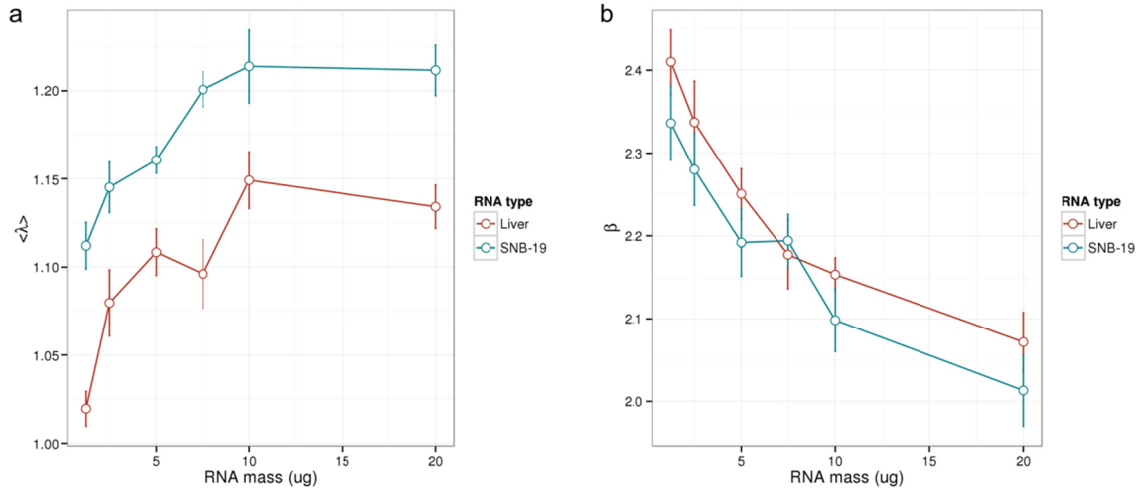 a
1.20
1.15
1.10
1.05
1.00
<λ>
5
10
15
20
RNA mass (ug)
RNA type
Liver
SNB-19
b
2.4
2.3
2.2
2.1
2.0
β
5
10
15
20
RNA mass (ug)
RNA type
Liver
SNB-19